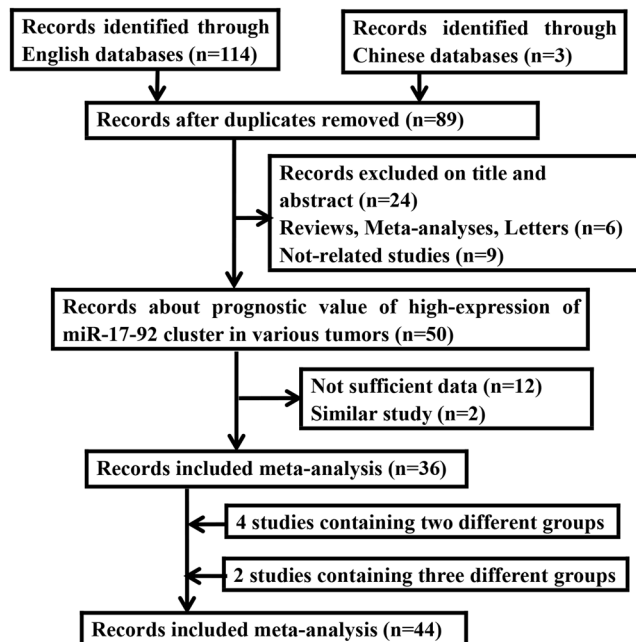 Records identified through
English databases (n=114)
Records identified through
Chinese databases (n=3)
Records after duplicates removed (n=89)
Records excluded on title and
abstract (n=24)
Reviews, Meta-analyses, Letters (n=6)
Not-related studies (n=9)
Records about prognostic value of high-expression of
miR-17-92 cluster in various tumors (n=50)
Not sufficient data (n=12)
Similar study (n=2)
Records included meta-analysis (n=36)
4 studies containing two different groups
2 studies containing three different groups
Records included meta-analysis (n=44)